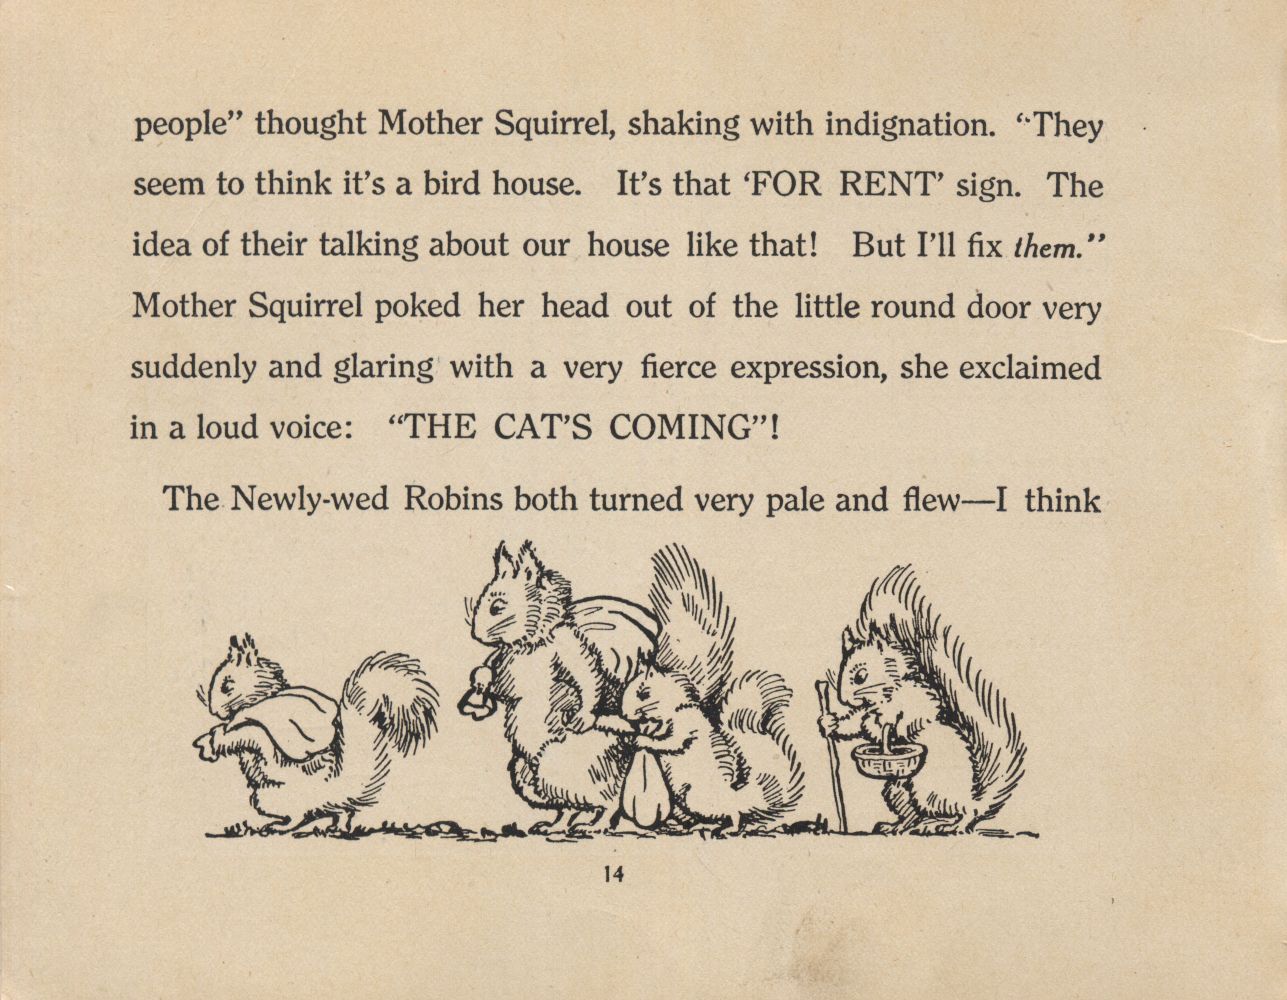 people” thought Mother Squirrel, shaking with indignation. “They
seem to think it’s a bird house. It’s that ‘FOR RENT’ sign. The
idea of their talking about our house like that! But I’ll fix them.”
Mother Squirrel poked her head out of the little round door very
suddenly and glaring with a very fierce expression, she exclaimed
in a loud voice: “THE CAT’S COMING”!
The Newly-wed Robins both turned very pale and flew—I think
14